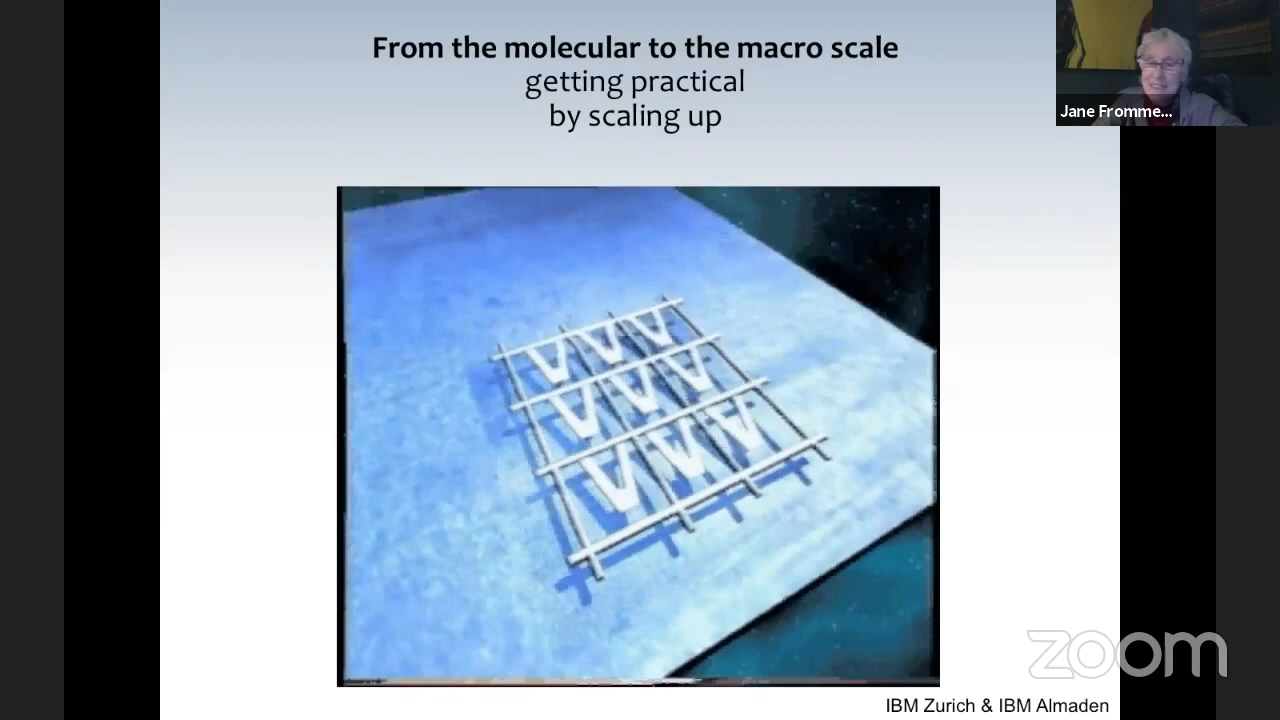 From the molecular to the macro scale
getting practical
by scaling up
Jane Fromme...
zoom
IBM Zurich & IBM Almaden